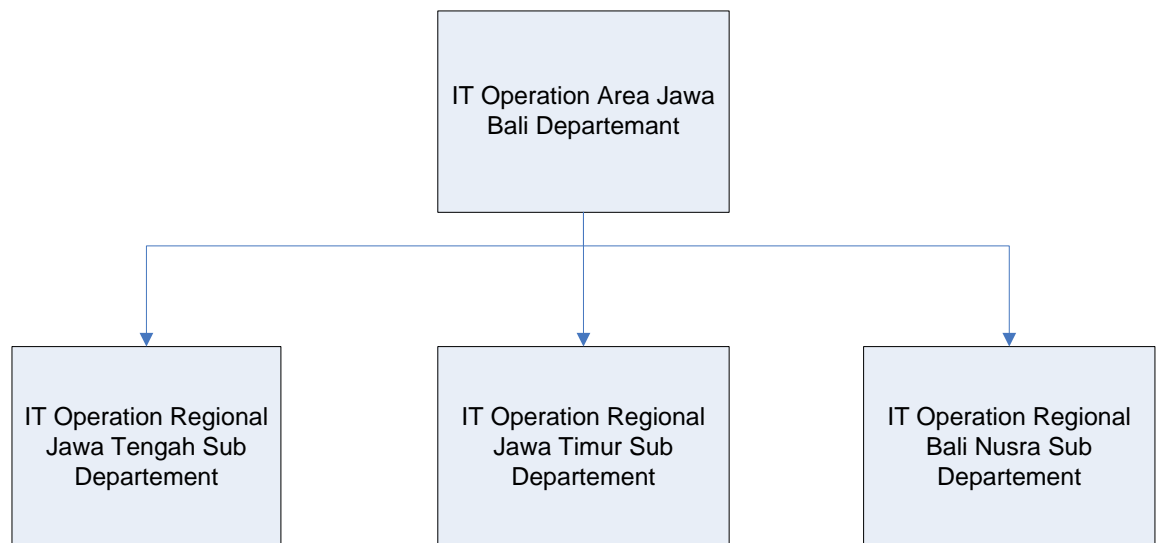 IT Operation Area Jawa
Bali Departemant
IT Operation Regional
Jawa Tengah Sub
Departement
IT Operation Regional
Jawa Timur Sub
Departement
IT Operation Regional
Bali Nusra Sub
Departement